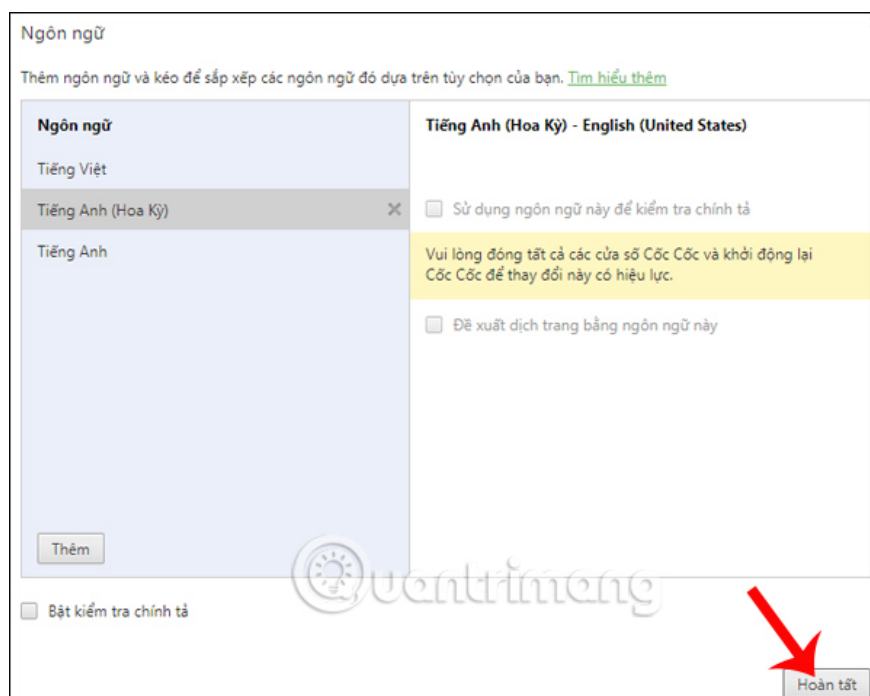 Ngôn ngữ
Thêm ngôn ngữ và kéo để sắp xếp các ngôn ngữ đó dựa trên tùy chọn của bạn. Tìm hiểu thêm
Ngôn ngữ
Tiếng Việt
Tiếng Anh (Hoa Kỳ)
Tiếng Anh
Thêm
Tiếng Anh (Hoa Kỳ) - English (United States)
Sử dụng ngôn ngữ này để kiểm tra chính tả
Vui lòng đóng tất cả các cửa sổ Cốc Cốc và khởi động lại
Cốc Cốc để thay đổi này có hiệu lực.
Đề xuất dịch trang bằng ngôn ngữ này
Quantrimang
Bật kiểm tra chính tả
Hoàn tất